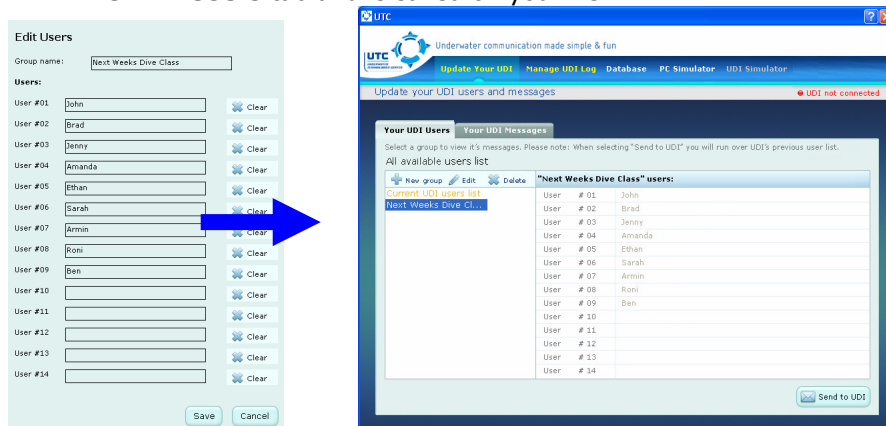 Edit Users
Group name: Next Weeks Dive Class
Users:
User #01 John Clear
User #02 Brad Clear
User #03 Jenny Clear
User #04 Amanda Clear
User #05 Ethan Clear
User #06 Sarah Clear
User #07 Armin Clear
User #08 Roni Clear
User #09 Ben Clear
User #10 Clear
User #11 Clear
User #12 Clear
User #13 Clear
User #14 Clear
Save Cancel
UTC
UTC
Underwater communication made simple & fun
Update Your UDI Manage UDI Log Database PC Simulator UDI Simulator
Update your UDI users and messages UDI not connected
Your UDI Users Your UDI Messages
Select a group to view it's messages. Please note: When selecting "Send to UDI" you will run over UDI's previous user list.
All available users list
New group Edit Delete "Next Weeks Dive Class" users:
Current UDI users list
Next Weeks Dive Cl...
User # 01 John
User # 02 Brad
User # 03 Jenny
User # 04 Amanda
User # 05 Ethan
User # 06 Sarah
User # 07 Armin
User # 08 Roni
User # 09 Ben
User # 10
User # 11
User # 12
User # 13
User # 14
Send to UDI